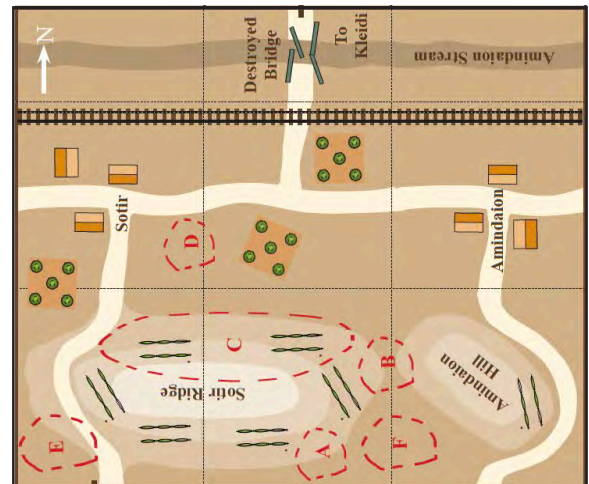 N
Destroyed
Bridge
To
Kleidi
Amindaion Stream
Sotir
Amindaion
D
C
B
Sotir Ridge
Amindaion
Hill
E
A
F